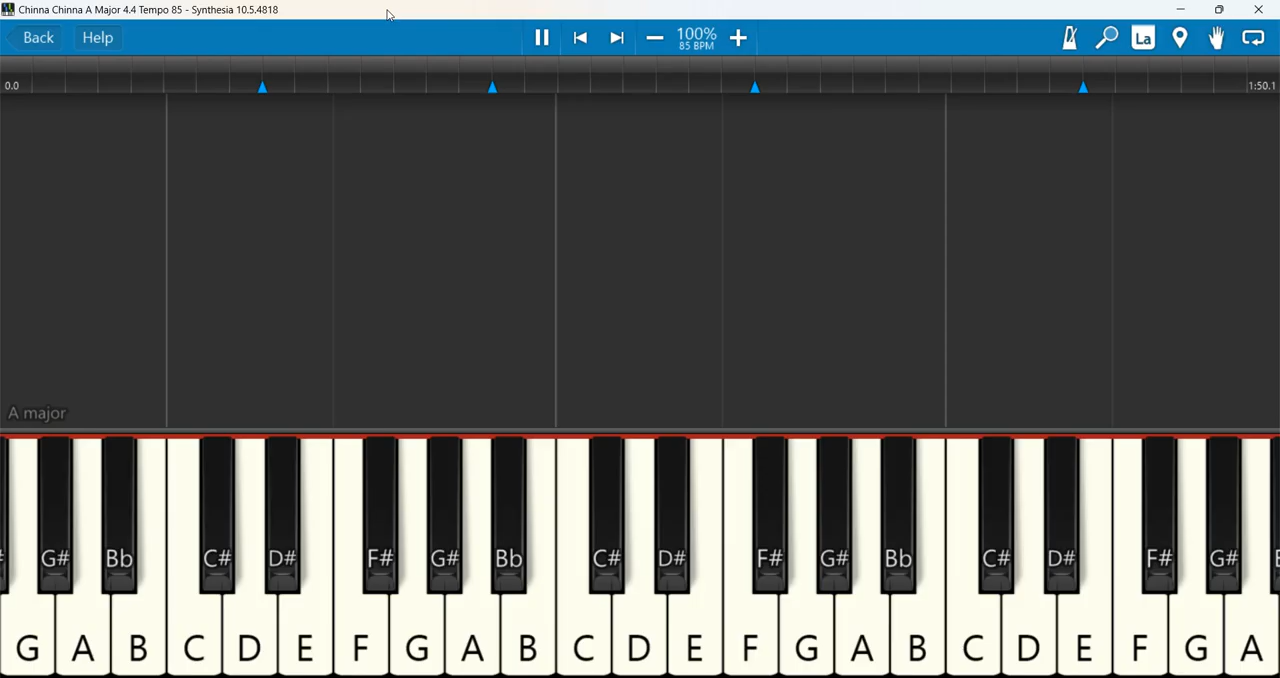 Chinna Chinna A Major 4.4 Tempo 85 - Synthesia 10.5.4818
Back Help 100% La
85 BPM
0.0 1:50.1
A major
G# Bb C# D# F# G# Bb C# D# F# G# Bb C# D# F# G#
G A B C D E F G A B C D E F G A B C D E F G A